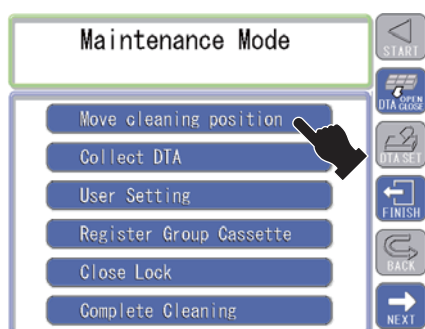 Maintenance Mode
START
DTA OPEN CLOSE
DTA SET
FINISH
BACK
NEXT
Move cleaning position
Collect DTA
User Setting
Register Group Cassette
Close Lock
Complete Cleaning